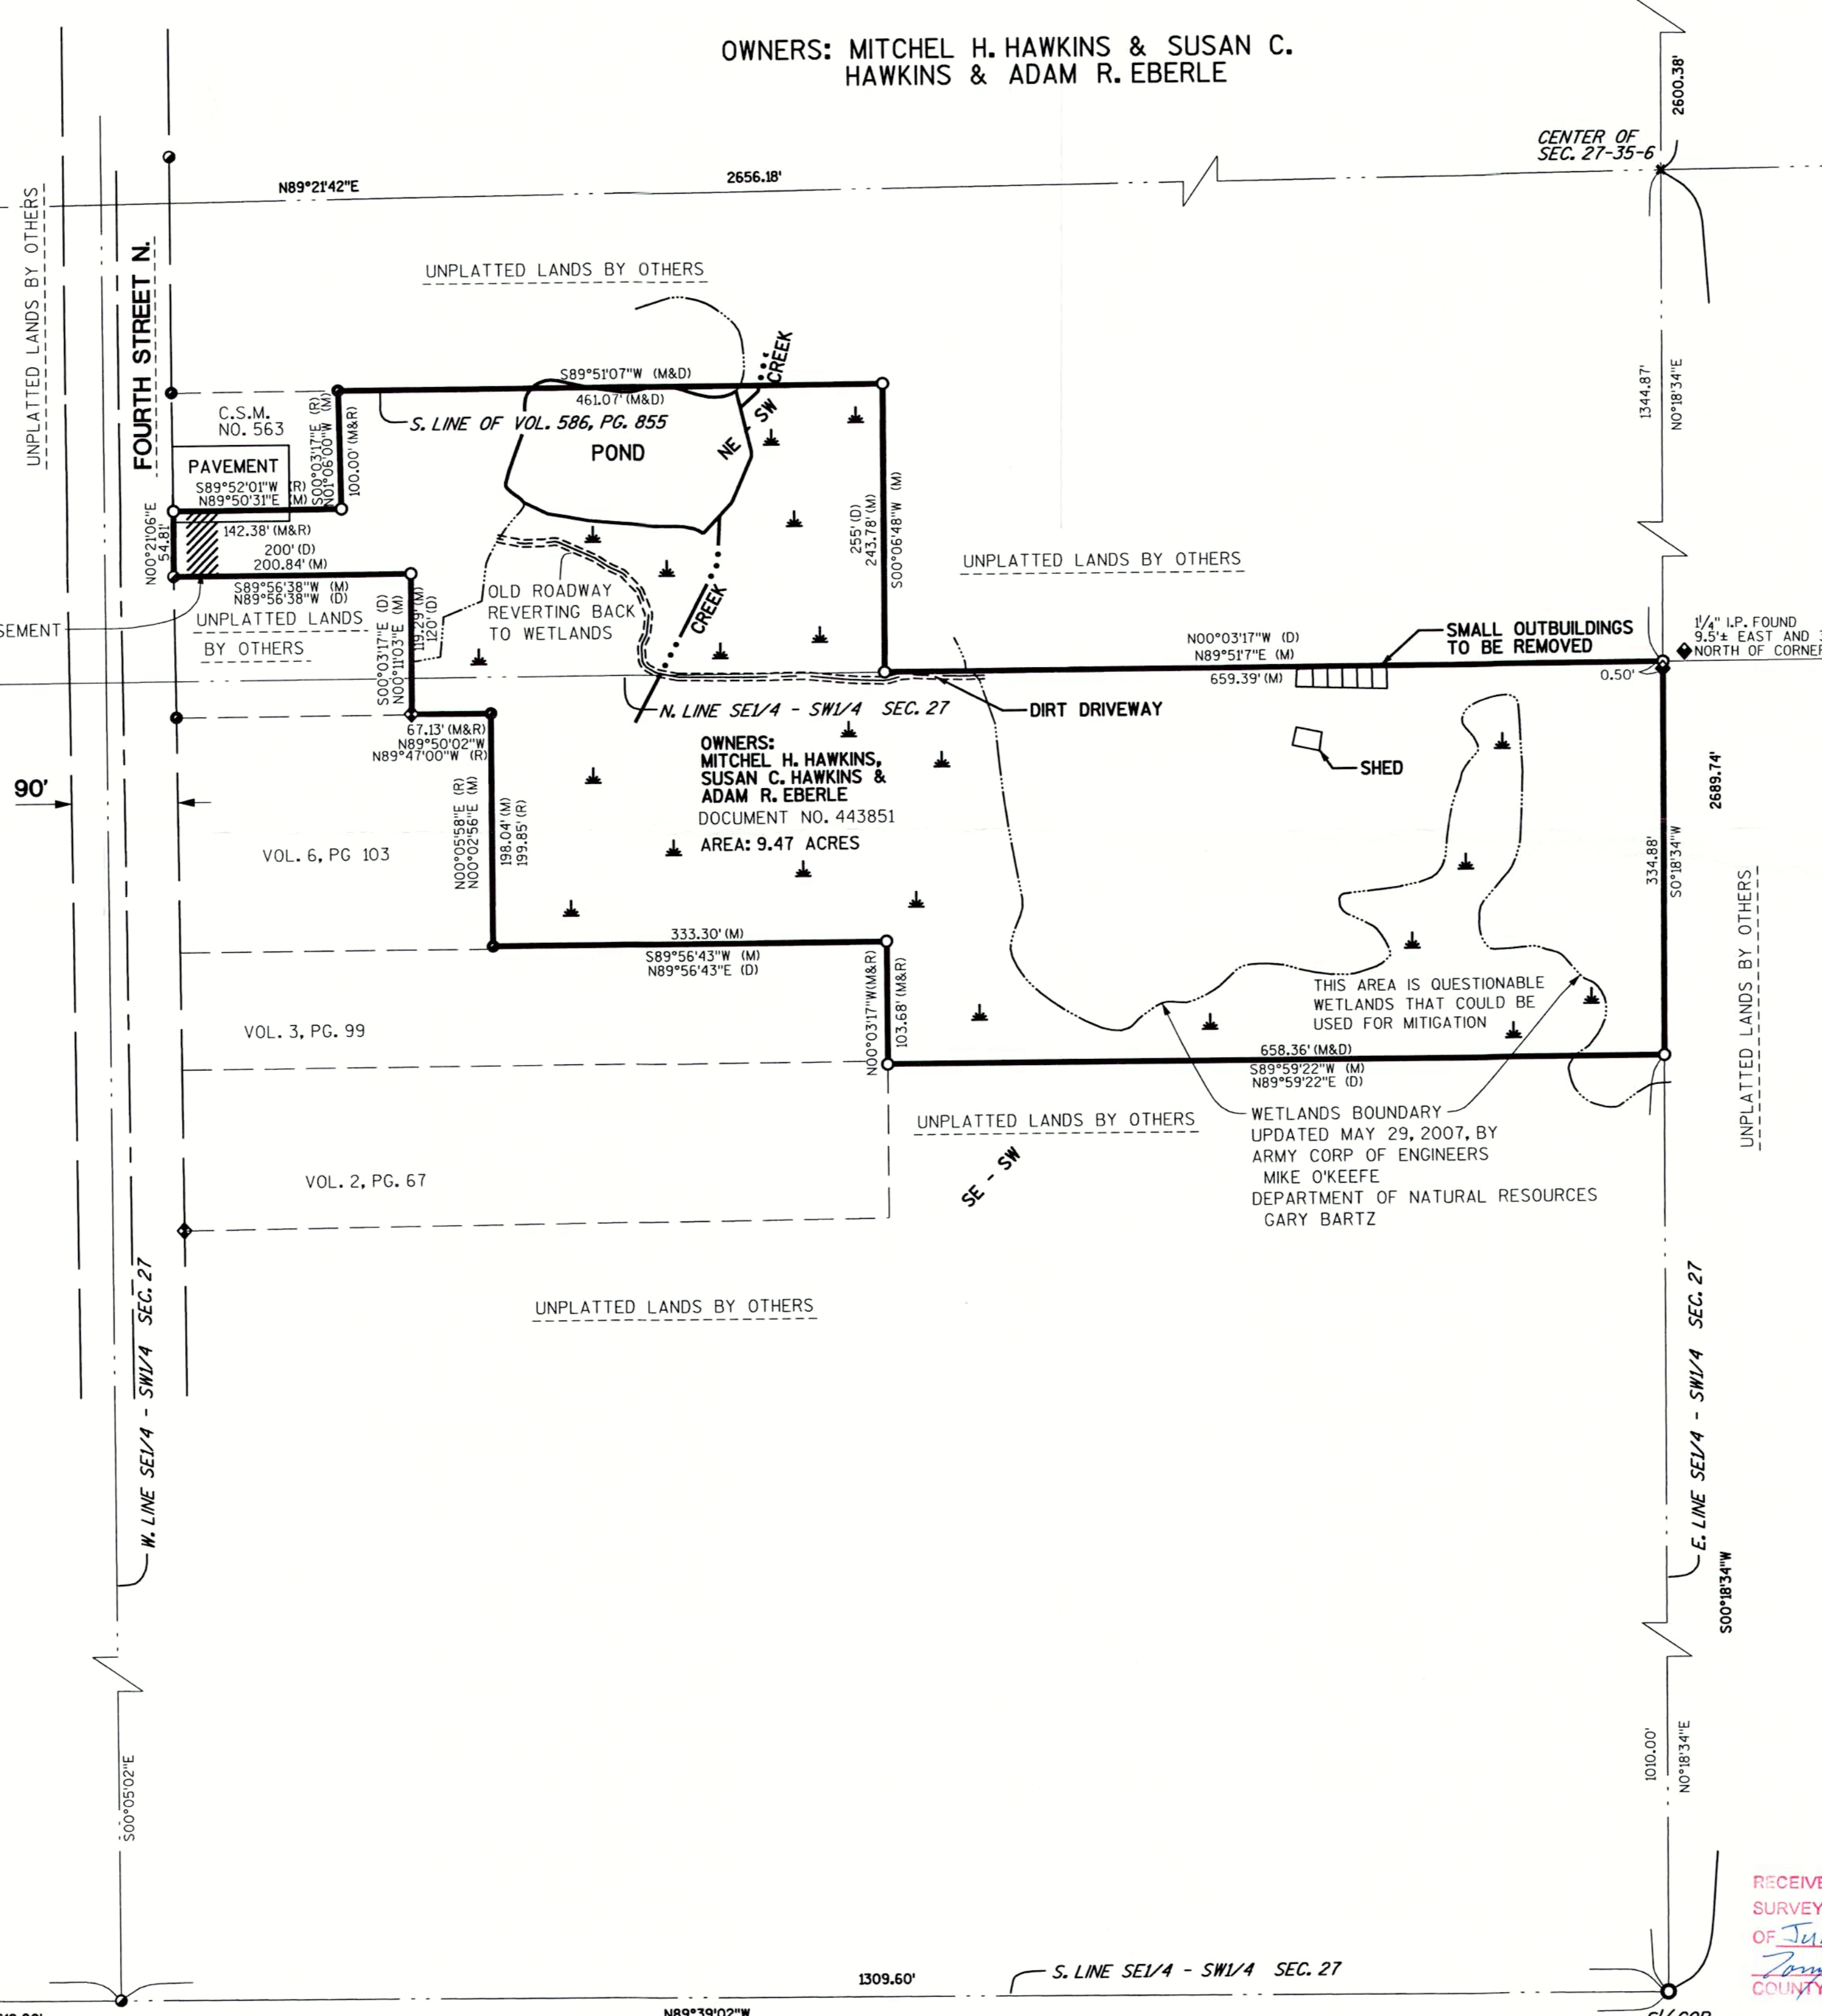 OWNERS: MITCHEL H. HAWKINS & SUSAN C.
HAWKINS & ADAM R. EBERLE
2600.38'
CENTER OF
SEC. 27-35-6
N89°21'42"E
2656.18'
UNPLATTED LANDS BY OTHERS
FOURTH STREET N.
UNPLATTED LANDS BY OTHERS
CREEK
NE - SW
S89°51'07"W (M&D)
461.07' (M&D)
S. LINE OF VOL. 586, PG. 855
POND
C.S.M.
NO. 563
PAVEMENT
S89°52'01"W (R)
N89°50'31"E (M)
S00°03'17"E (R)
N01°06'00"W (M)
100.00' (M&R)
142.38' (M&R)
200' (D)
200.84' (M)
N00°21'06"E
54.81'
S89°56'38"W (M)
N89°56'38"W (D)
UNPLATTED LANDS
BY OTHERS
SEMENT
S00°03'17"E (D)
N00°11'03"E (M)
119.29' (M)
120' (D)
OLD ROADWAY
REVERTING BACK
TO WETLANDS
CREEK
255' (D)
243.78' (M)
S00°06'48"W (M)
UNPLATTED LANDS BY OTHERS
1344.87'
N0°18'34"E
N00°03'17"W (D)
N89°51'7"E (M)
659.39' (M)
SMALL OUTBUILDINGS
TO BE REMOVED
1¼" I.P. FOUND
9.5'± EAST AND 3
NORTH OF CORNER
0.50'
N. LINE SE1/4 - SW1/4 SEC. 27
DIRT DRIVEWAY
SHED
67.13' (M&R)
N89°50'02"W
N89°47'00"W (R)
OWNERS:
MITCHEL H. HAWKINS,
SUSAN C. HAWKINS &
ADAM R. EBERLE
DOCUMENT NO. 443851
AREA: 9.47 ACRES
90'
N00°05'58"E (R)
N00°02'56"E (M)
198.04' (M)
199.85' (R)
VOL. 6, PG 103
334.88'
S0°18'34"W
2689.74'
UNPLATTED LANDS BY OTHERS
333.30' (M)
S89°56'43"W (M)
N89°56'43"E (D)
N00°03'17"W(M&R)
103.68' (M&R)
THIS AREA IS QUESTIONABLE
WETLANDS THAT COULD BE
USED FOR MITIGATION
VOL. 3, PG. 99
658.36' (M&D)
S89°59'22"W (M)
N89°59'22"E (D)
UNPLATTED LANDS BY OTHERS
SE - SW
WETLANDS BOUNDARY
UPDATED MAY 29, 2007, BY
ARMY CORP OF ENGINEERS
MIKE O'KEEFE
DEPARTMENT OF NATURAL RESOURCES
GARY BARTZ
VOL. 2, PG. 67
UNPLATTED LANDS BY OTHERS
W. LINE SE1/4 - SW1/4 SEC. 27
E. LINE SE1/4 - SW1/4 SEC. 27
S00°18'34"W
S00°05'02"E
1010.00'
N0°18'34"E
RECEIVE
SURVEY
OF
COUNTY
S. LINE SE1/4 - SW1/4 SEC. 27
1309.60'
N89°39'02"W